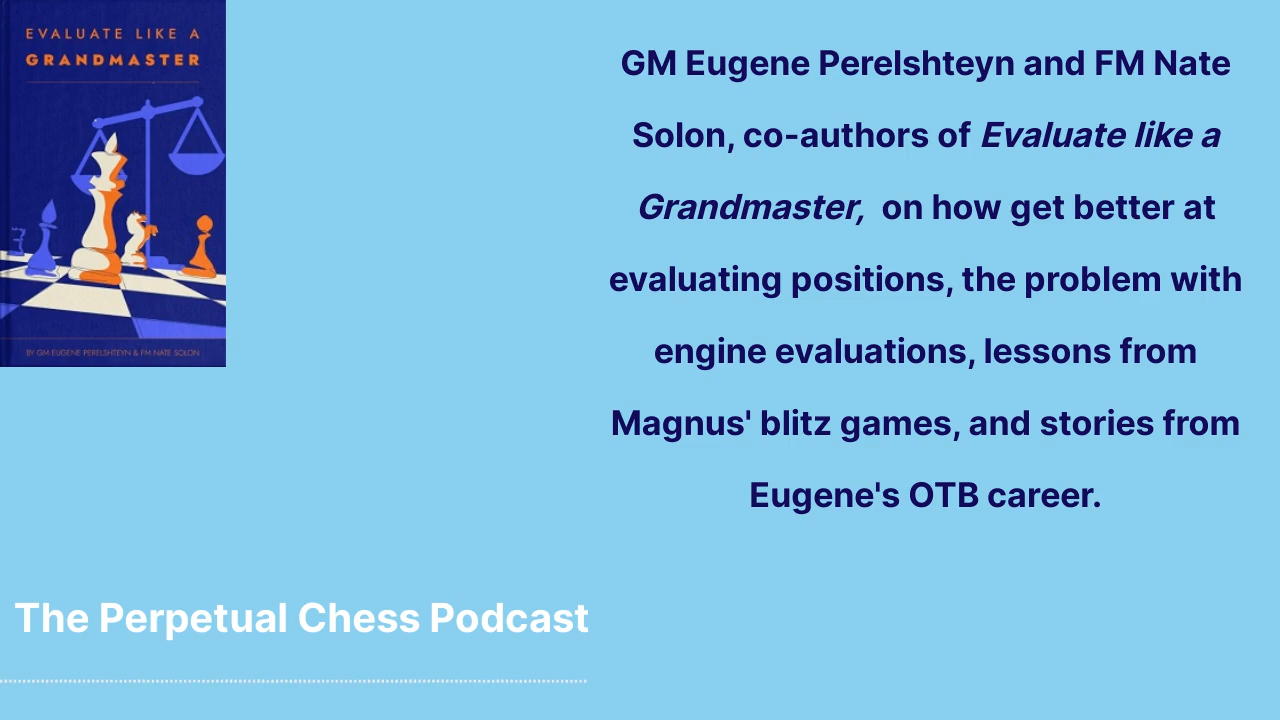 EVALUATE LIKE A
GRANDMASTER
BY GM EUGENE PERELSHTEYN & FM NATE SOLON
GM Eugene Perelshteyn and FM Nate
Solon, co-authors of Evaluate like a
Grandmaster, on how get better at
evaluating positions, the problem with
engine evaluations, lessons from
Magnus' blitz games, and stories from
Eugene's OTB career.
The Perpetual Chess Podcast